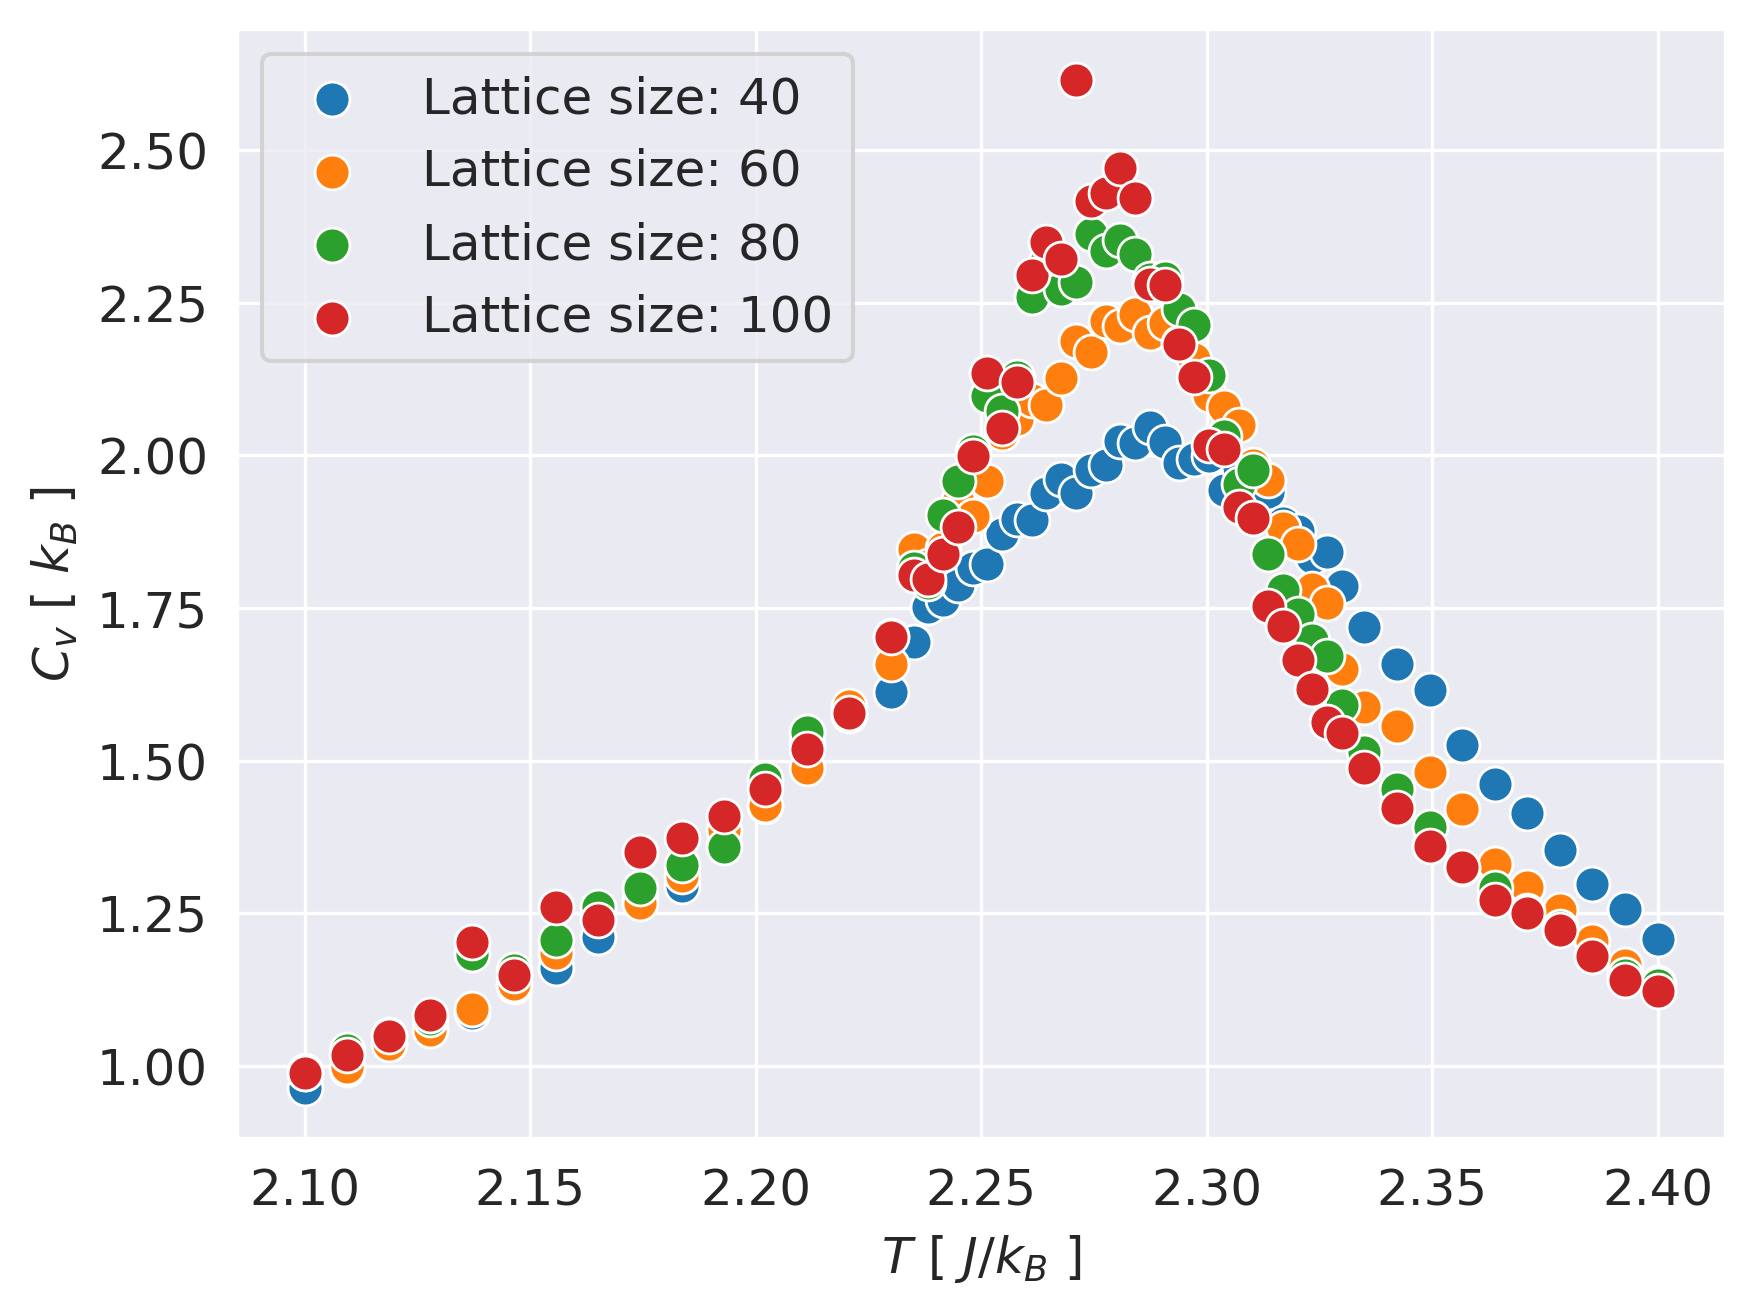 Lattice size: 40
Lattice size: 60
Lattice size: 80
Lattice size: 100
2.50
2.25
2.00
1.75
1.50
1.25
1.00
C_v [ k_B ]
2.10 2.15 2.20 2.25 2.30 2.35 2.40
T [ J/k_B ]